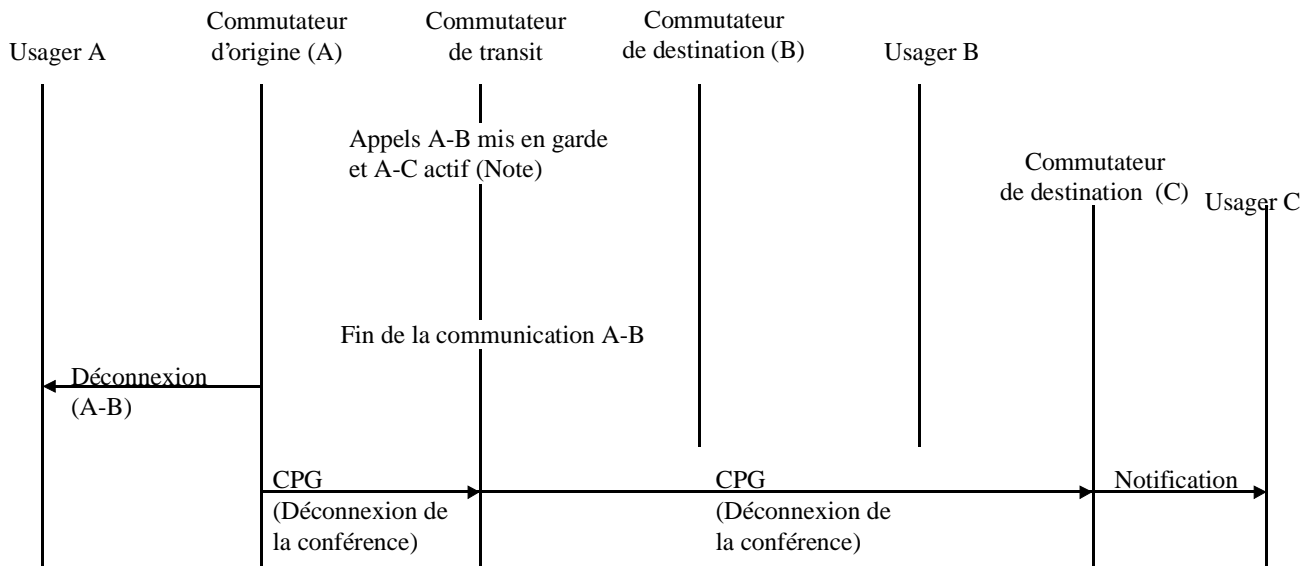 Usager A
Commutateur
d'origine (A)
Commutateur
de transit
Commutateur
de destination (B)
Usager B
Appels A-B mis en garde
et A-C actif (Note)
Commutateur
de destination (C)
Usager C
Fin de la communication A-B
Déconnexion
(A-B)
CPG
(Déconnexion de
la conférence)
CPG
(Déconnexion de
la conférence)
Notification